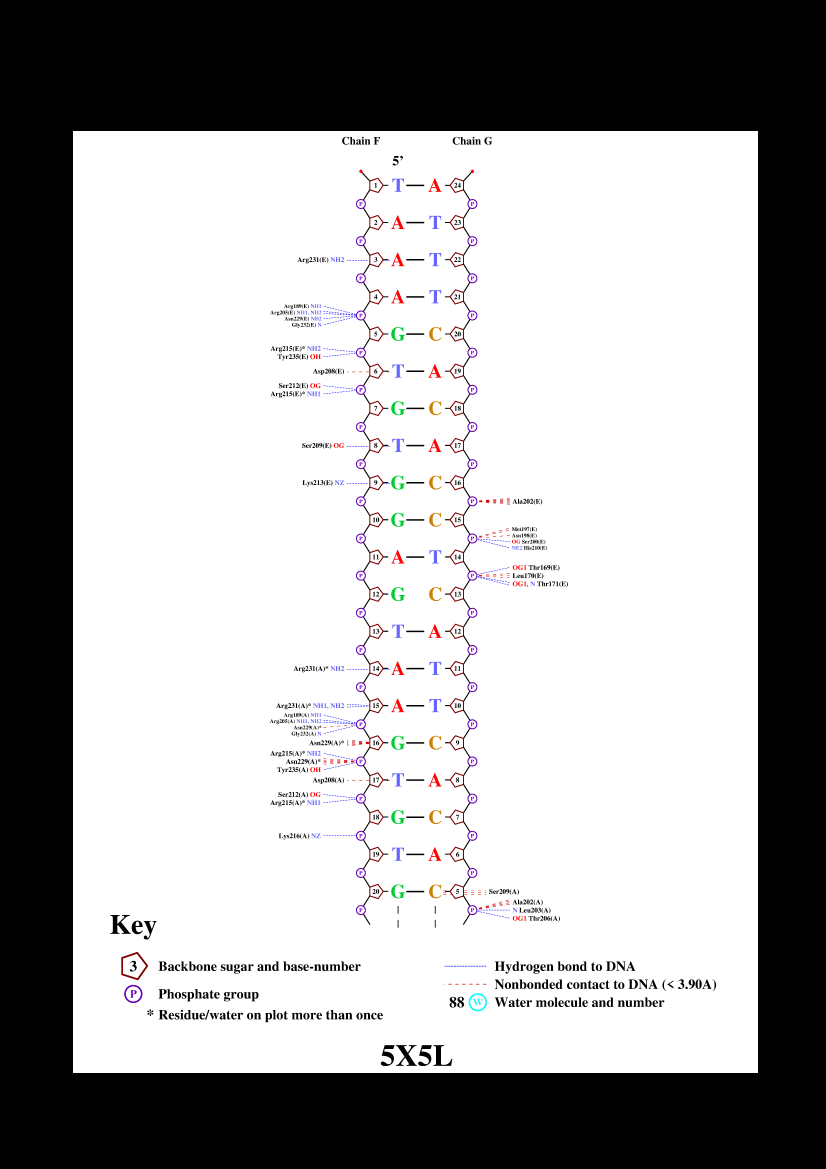 Chain F Chain G
5’
1 T A 24
P P
2 A T 23
P P
Arg231(E) NH2 3 A T 22
P P
4 A T 21
Arg189(E) NH1
Arg205(E) NH1, NH2
P P
Asn229(E) ND2
Gly232(E) N
5 G C 20
Arg215(E)* NH2
P P
Tyr235(E) OH
Asp208(E) 6 T A 19
Ser212(E) OG
P P
Arg215(E)* NH1
7 G C 18
P P
Ser209(E) OG 8 T A 17
P P
Lys213(E) NZ 9 G C 16
P P Ala202(E)
10 G C 15
Met197(E)
Asn198(E)
P P
OG Ser200(E)
NE2 His210(E)
11 A T 14
OG1 Thr169(E)
P P Leu170(E)
OG1, N Thr171(E)
12 G C 13
P P
13 T A 12
P P
Arg231(A)* NH2 14 A T 11
P P
Arg231(A)* NH1, NH2 15 A T 10
Arg189(A) NH1
Arg205(A) NH1, NH2
P P
Asn229(A)*
Gly232(A) N
Asn229(A)* 16 G C 9
Arg215(A)* NH2
Asn229(A)* P P
Tyr235(A) OH
Asp208(A) 17 T A 8
Ser212(A) OG
P P
Arg215(A)* NH1
18 G C 7
Lys216(A) NZ P P
19 T A 6
P P
20 G C 5 Ser209(A)
Ala202(A)
P P N Leu203(A)
OG1 Thr206(A)
Key
3 Backbone sugar and base-number
P Phosphate group
* Residue/water on plot more than once
Hydrogen bond to DNA
Nonbonded contact to DNA (< 3.90A)
88 W Water molecule and number
5X5L